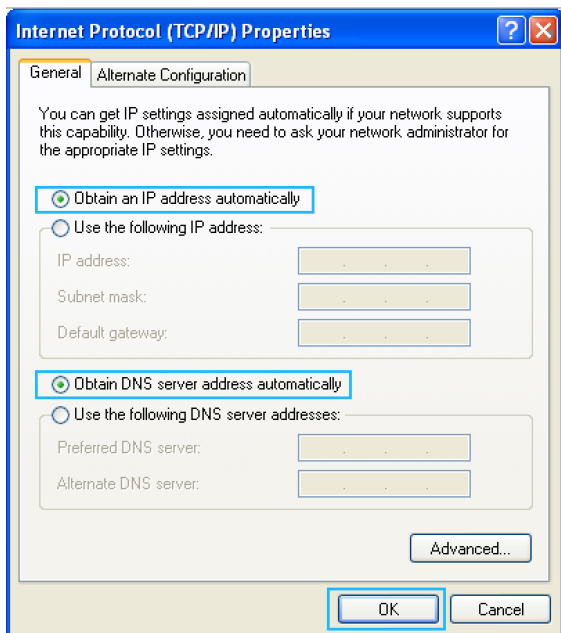 Internet Protocol (TCP/IP) Properties
General
Alternate Configuration
You can get IP settings assigned automatically if your network supports
this capability. Otherwise, you need to ask your network administrator for
the appropriate IP settings.
Obtain an IP address automatically
Use the following IP address:
IP address:
Subnet mask:
Default gateway:
Obtain DNS server address automatically
Use the following DNS server addresses:
Preferred DNS server:
Alternate DNS server:
Advanced...
OK
Cancel